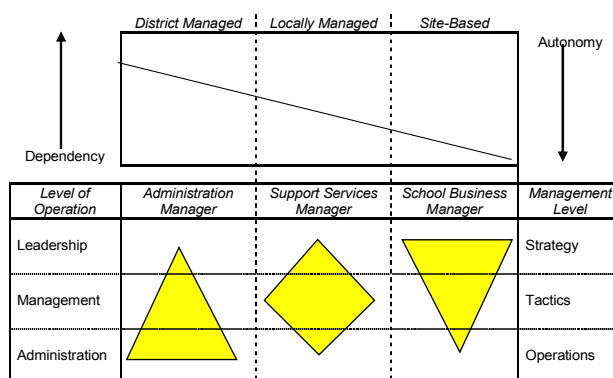 District Managed Locally Managed Site-Based
Autonomy
Dependency
Level of Operation Administration Manager Support Services Manager School Business Manager Management Level
Leadership Strategy
Management Tactics
Administration Operations